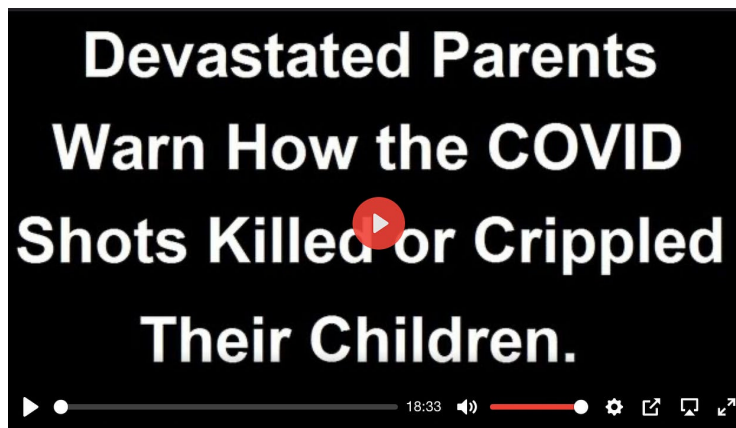 Devastated Parents
Warn How the COVID
Shots Killed or Crippled
Their Children.
18:33